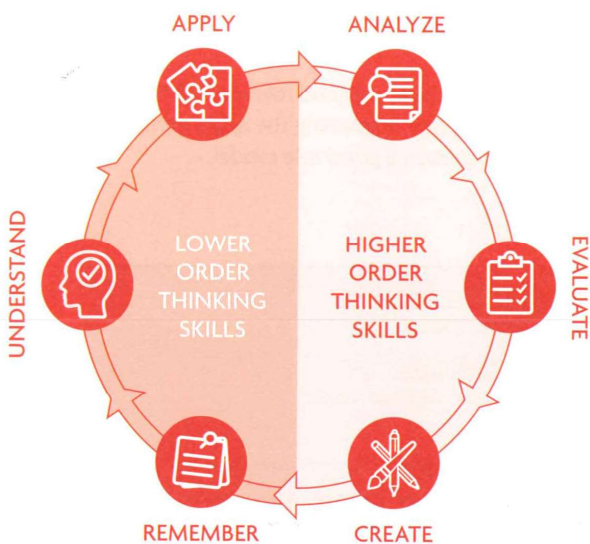 APPLY
ANALYZE
UNDERSTAND
LOWER
ORDER
THINKING
SKILLS
HIGHER
ORDER
THINKING
SKILLS
EVALUATE
REMEMBER
CREATE